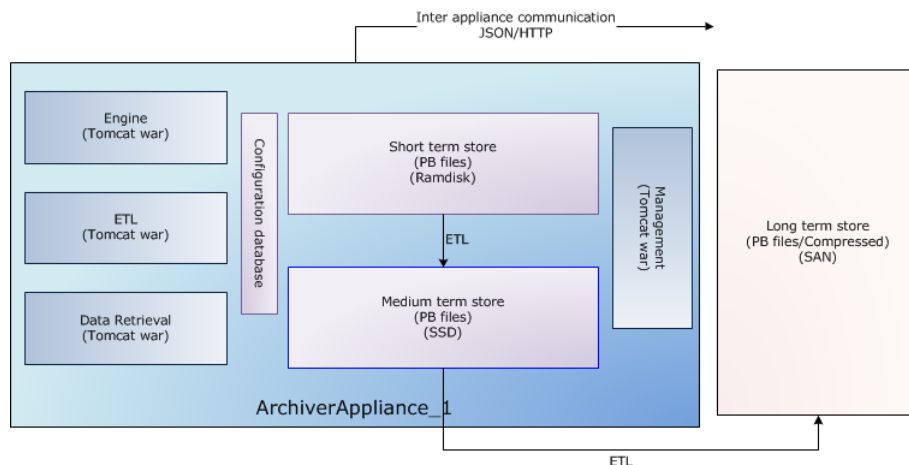 Inter appliance communication
JSON/HTTP
Engine
(Tomcat war)
ETL
(Tomcat war)
Data Retrieval
(Tomcat war)
Configuration database
Short term store
(PB files)
(Ramdisk)
ETL
Medium term store
(PB files)
(SSD)
Management
(Tomcat war)
ArchiverAppliance_1
Long term store
(PB files/Compressed)
(SAN)
ETL